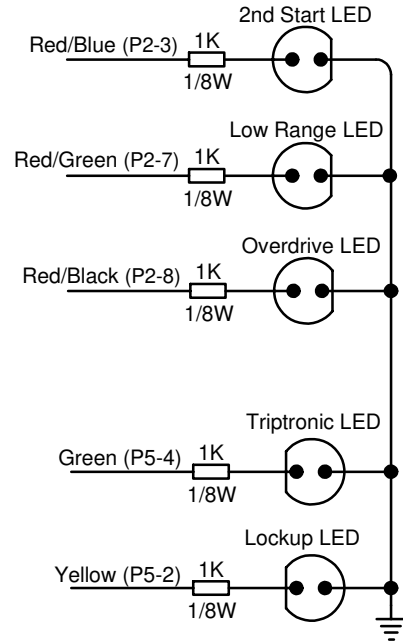 2nd Start LED
Red/Blue (P2-3)
1K
1/8W
Low Range LED
Red/Green (P2-7)
1K
1/8W
Overdrive LED
Red/Black (P2-8)
1K
1/8W
Triptronic LED
Green (P5-4)
1K
1/8W
Lockup LED
Yellow (P5-2)
1K
1/8W